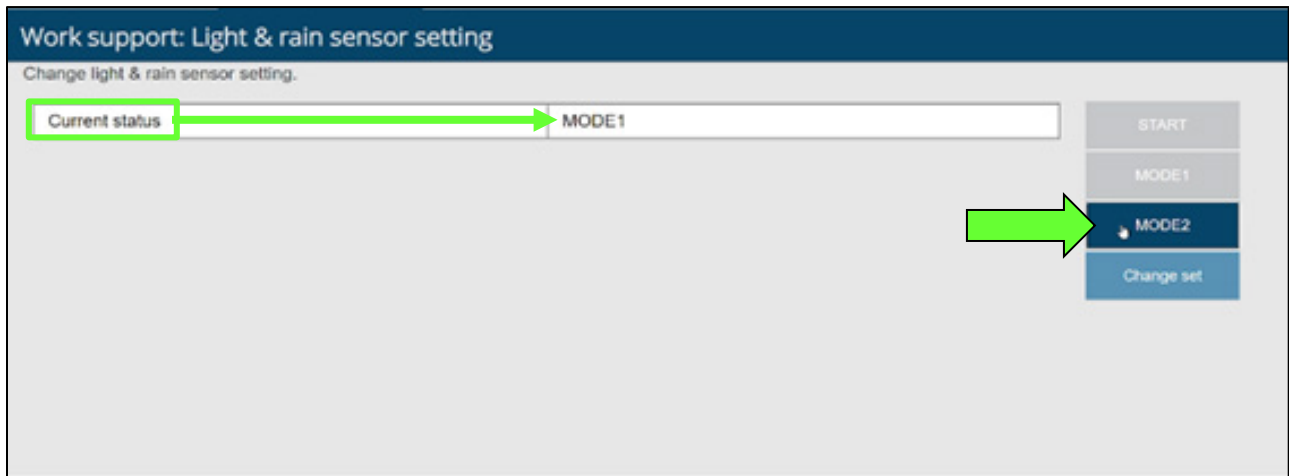 Work support: Light & rain sensor setting
Change light & rain sensor setting.
Current status MODE1
START
MODE1
MODE2
Change set